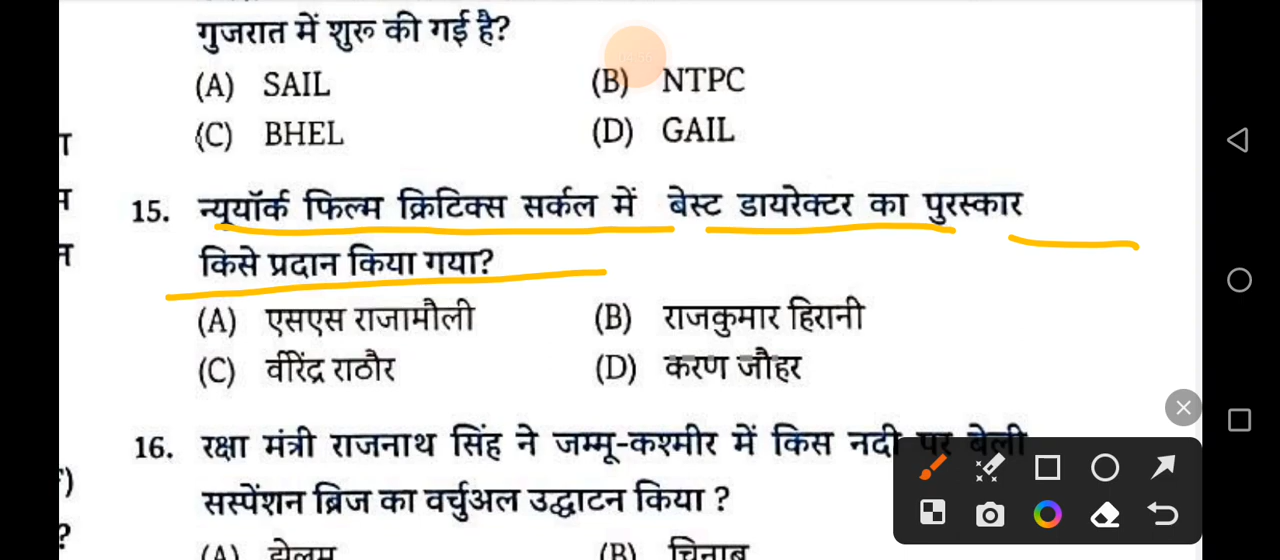 गुजरात में शुरू की गई है?
(A) SAIL (B) NTPC
(C) BHEL (D) GAIL
15. न्यूयॉर्क फिल्म क्रिटिक्स सर्कल में बेस्ट डायरेक्टर का पुरस्कार
किसे प्रदान किया गया?
(A) एसएस राजामौली (B) राजकुमार हिरानी
(C) वीरेंद्र राठौर (D) करण जौहर
16. रक्षा मंत्री राजनाथ सिंह ने जम्मू-कश्मीर में किस नदी पर बेली
सस्पेंशन ब्रिज का वर्चुअल उद्घाटन किया ?
(A) झेलम (B) चिनाब